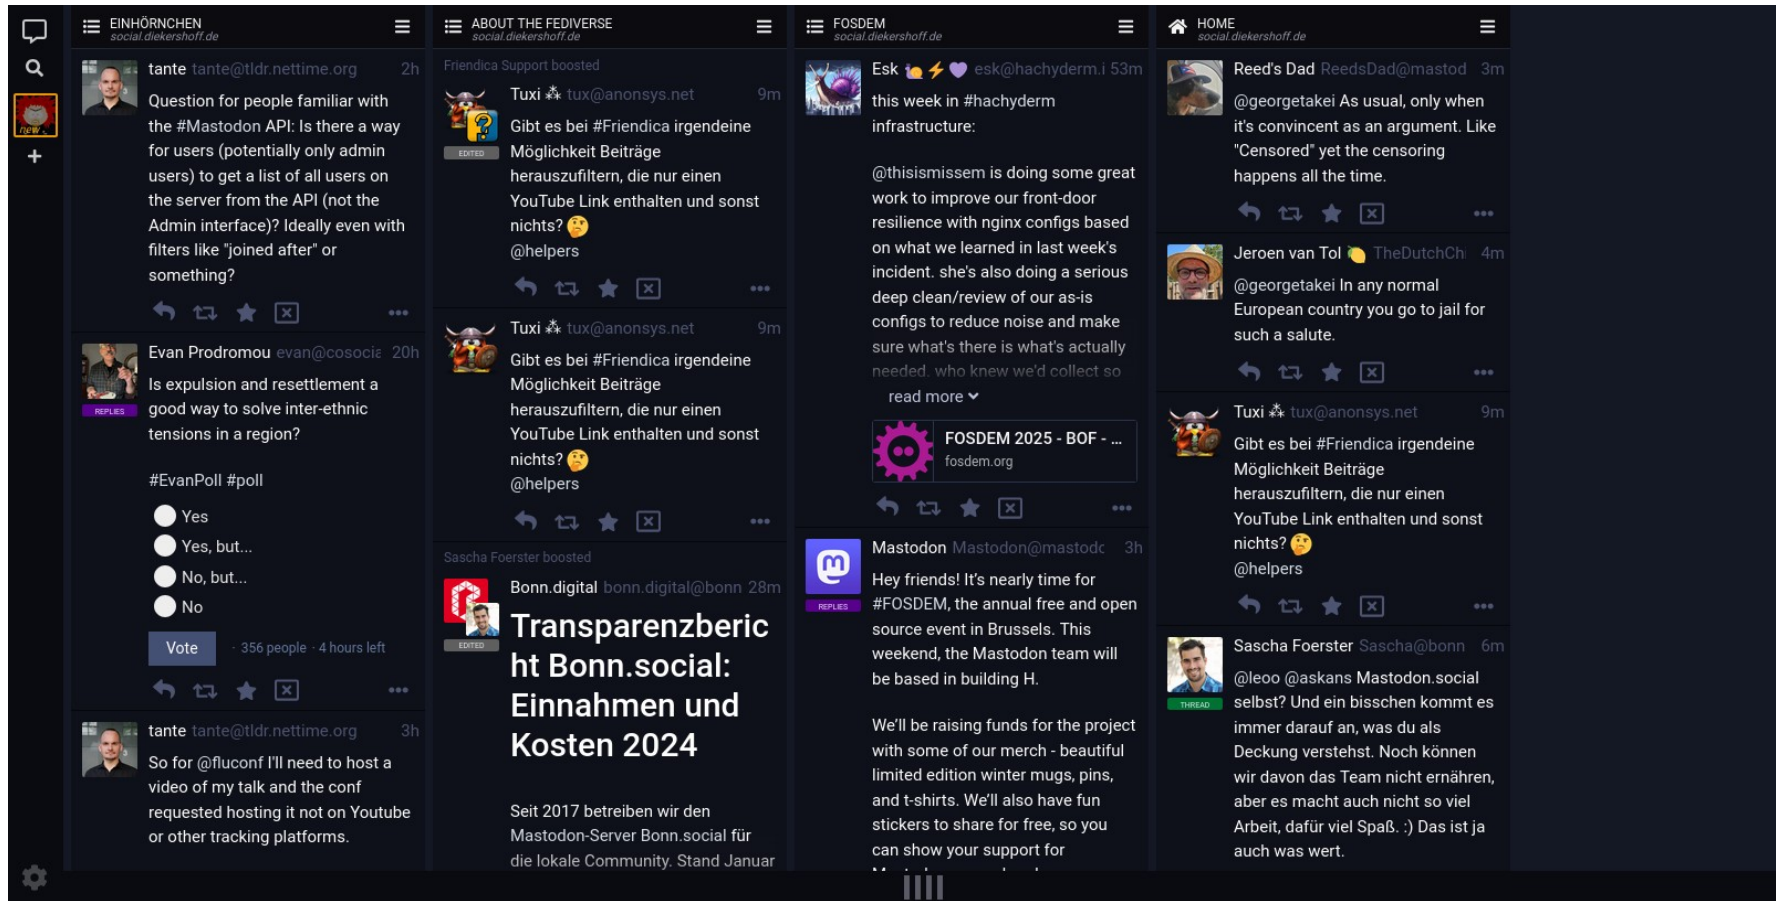 new
EINHÖRNCHEN
social.diekershoff.de
tante tante@tldr.nettime.org 2h
Question for people familiar with
the #Mastodon API: Is there a way
for users (potentially only admin
users) to get a list of all users on
the server from the API (not the
Admin interface)? Ideally even with
filters like "joined after" or
something?
Evan Prodromou evan@cosocia 20h
REPLIES
Is expulsion and resettlement a
good way to solve inter-ethnic
tensions in a region?
#EvanPoll #poll
Yes
Yes, but...
No, but...
No
Vote · 356 people · 4 hours left
tante tante@tldr.nettime.org 3h
So for @fluconf I'll need to host a
video of my talk and the conf
requested hosting it not on Youtube
or other tracking platforms.
ABOUT THE FEDIVERSE
social.diekershoff.de
Friendica Support boosted
Tuxi ⁂ tux@anonsys.net 9m
EDITED
Gibt es bei #Friendica irgendeine
Möglichkeit Beiträge
herauszufiltern, die nur einen
YouTube Link enthalten und sonst
nichts? 🤔
@helpers
Tuxi ⁂ tux@anonsys.net 9m
Gibt es bei #Friendica irgendeine
Möglichkeit Beiträge
herauszufiltern, die nur einen
YouTube Link enthalten und sonst
nichts? 🤔
@helpers
Sascha Foerster boosted
Bonn.digital bonn.digital@bonn 28m
EDITED
Transparenzberic
ht Bonn.social:
Einnahmen und
Kosten 2024
Seit 2017 betreiben wir den
Mastodon-Server Bonn.social für
die lokale Community. Stand Januar
FOSDEM
social.diekershoff.de
Esk 🐌⚡💜 esk@hachyderm.i 53m
this week in #hachyderm
infrastructure:
@thisismissem is doing some great
work to improve our front-door
resilience with nginx configs based
on what we learned in last week's
incident. she's also doing a serious
deep clean/review of our as-is
configs to reduce noise and make
sure what's there is what's actually
needed. who knew we'd collect so
read more
FOSDEM 2025 - BOF - ...
fosdem.org
Mastodon Mastodon@mastodc 3h
REPLIES
Hey friends! It's nearly time for
#FOSDEM, the annual free and open
source event in Brussels. This
weekend, the Mastodon team will
be based in building H.
We'll be raising funds for the project
with some of our merch - beautiful
limited edition winter mugs, pins,
and t-shirts. We'll also have fun
stickers to share for free, so you
can show your support for
HOME
social.diekershoff.de
Reed's Dad ReedsDad@mastod 3m
@georgetakei As usual, only when
it's convincent as an argument. Like
"Censored" yet the censoring
happens all the time.
Jeroen van Tol 🍋 TheDutchCh 4m
@georgetakei In any normal
European country you go to jail for
such a salute.
Tuxi ⁂ tux@anonsys.net 9m
Gibt es bei #Friendica irgendeine
Möglichkeit Beiträge
herauszufiltern, die nur einen
YouTube Link enthalten und sonst
nichts? 🤔
@helpers
Sascha Foerster Sascha@bonn 6m
THREAD
@leoo @askans Mastodon.social
selbst? Und ein bisschen kommt es
immer darauf an, was du als
Deckung verstehst. Noch können
wir davon das Team nicht ernähren,
aber es macht auch nicht so viel
Arbeit, dafür viel Spaß. :) Das ist ja
auch was wert.